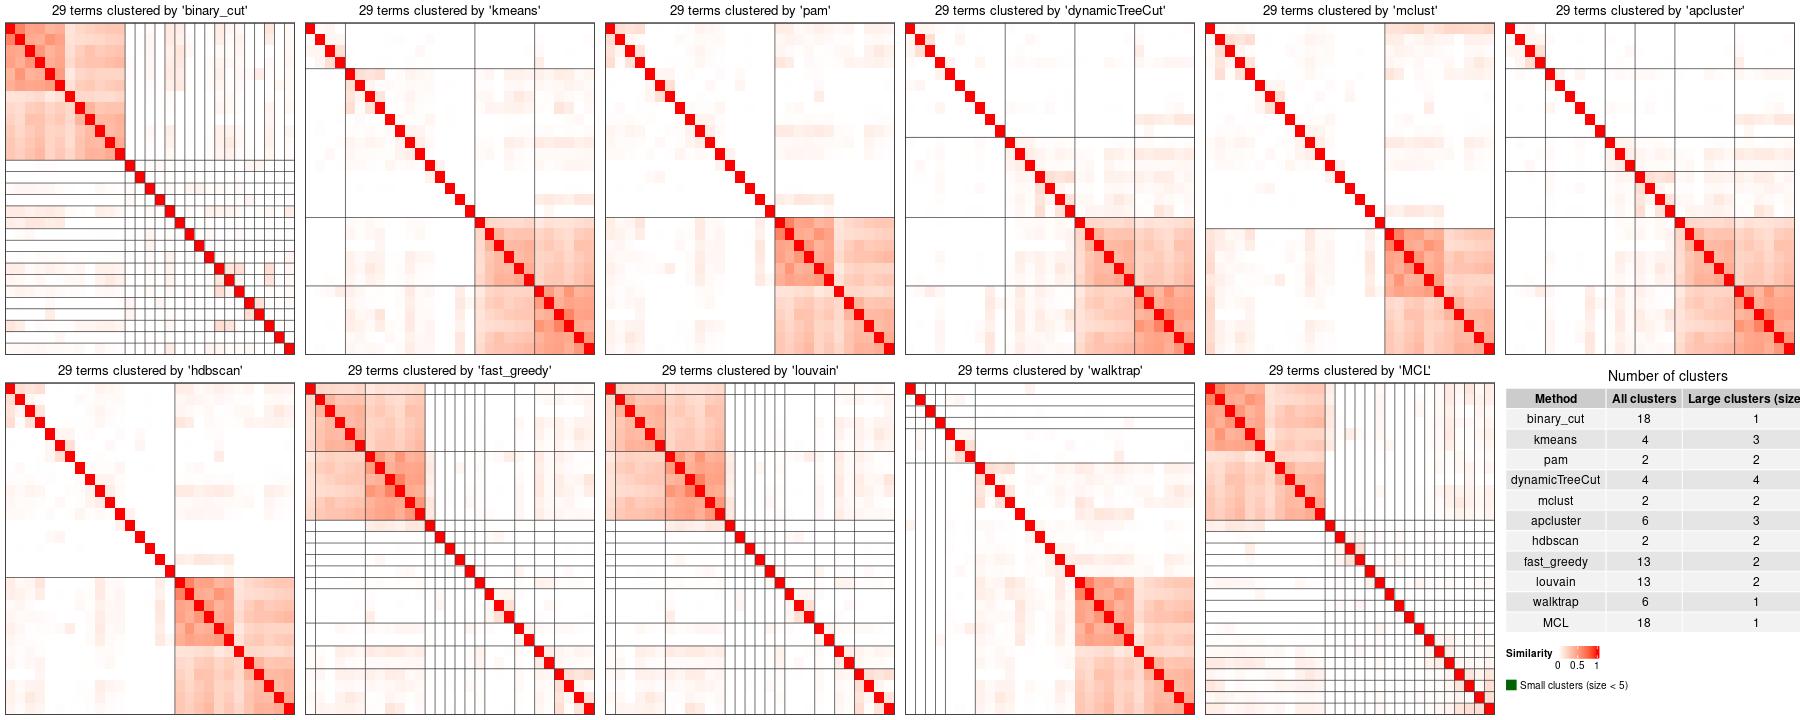 29 terms clustered by 'binary_cut'
29 terms clustered by 'kmeans'
29 terms clustered by 'pam'
29 terms clustered by 'dynamicTreeCut'
29 terms clustered by 'mclust'
29 terms clustered by 'apcluster'
29 terms clustered by 'hdbscan'
29 terms clustered by 'fast_greedy'
29 terms clustered by 'louvain'
29 terms clustered by 'walktrap'
29 terms clustered by 'MCL'
Number of clusters
Method All clusters Large clusters (size
binary_cut 18 1
kmeans 4 3
pam 2 2
dynamicTreeCut 4 4
mclust 2 2
apcluster 6 3
hdbscan 2 2
fast_greedy 13 2
louvain 13 2
walktrap 6 1
MCL 18 1
Similarity
0 0.5 1
Small clusters (size < 5)